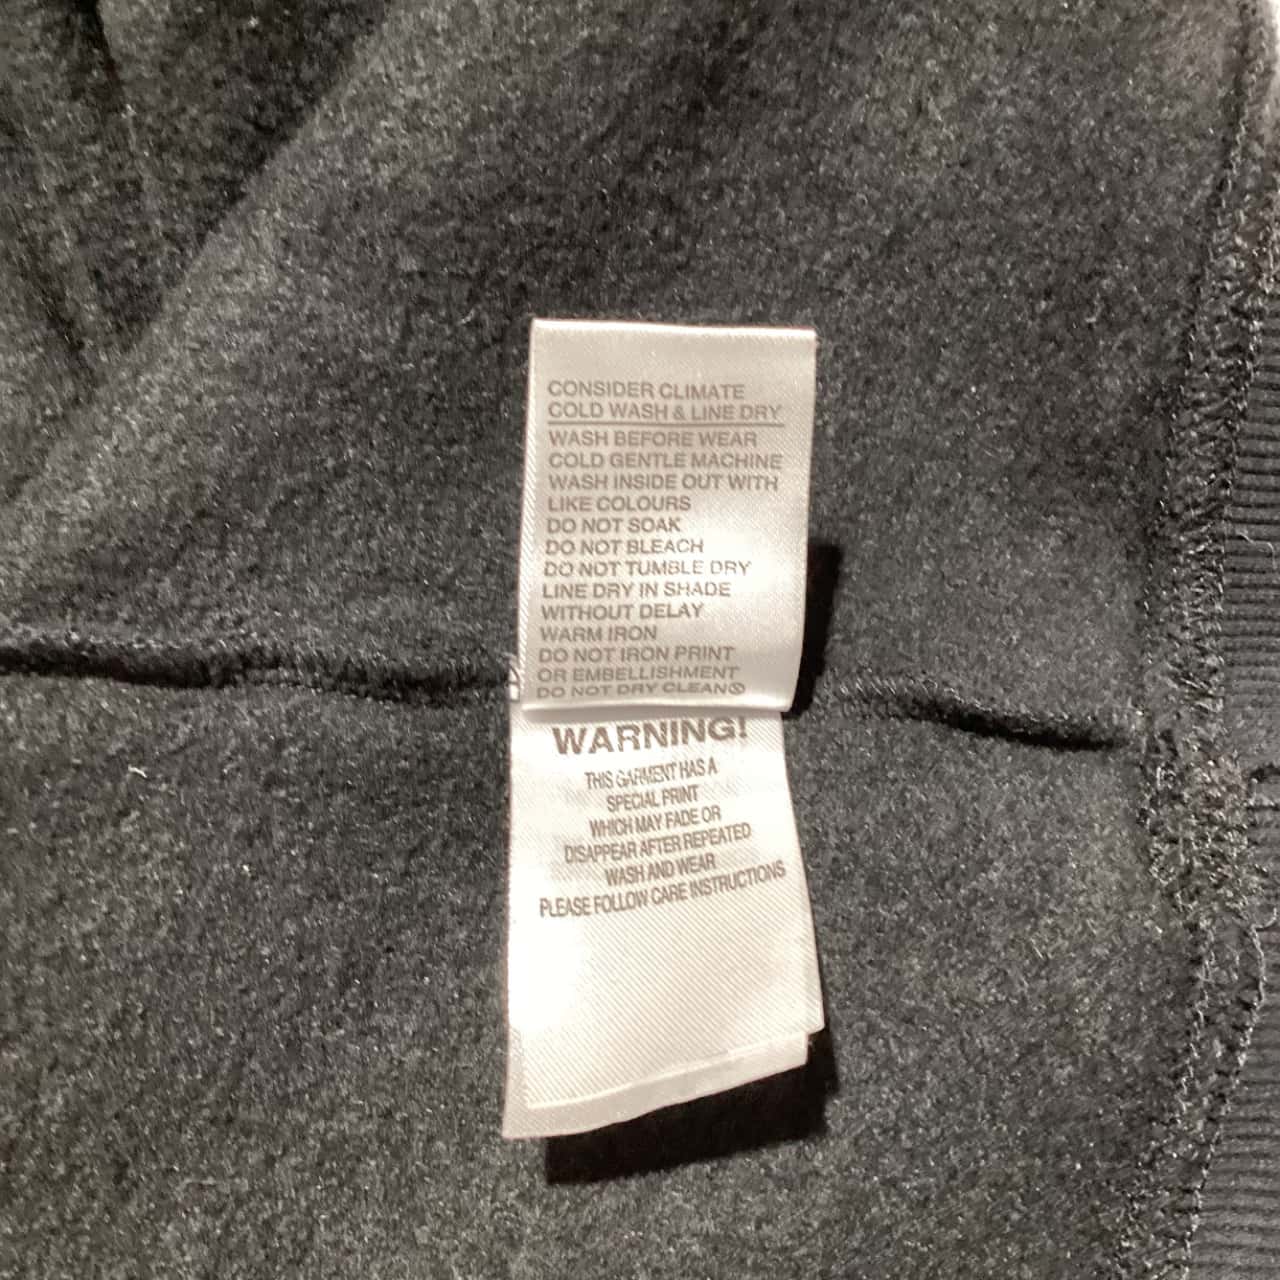 CONSIDER CLIMATE
COLD WASH & LINE DRY
WASH BEFORE WEAR
COLD GENTLE MACHINE
WASH INSIDE OUT WITH
LIKE COLOURS
DO NOT SOAK
DO NOT BLEACH
DO NOT TUMBLE DRY
LINE DRY IN SHADE
WITHOUT DELAY
WARM IRON
DO NOT IRON PRINT
OR EMBELLISHMENT
DO NOT DRY CLEAN
WARNING!
THIS GARMENT HAS A
SPECIAL PRINT
WHICH MAY FADE OR
DISAPPEAR AFTER REPEATED
WASH AND WEAR
PLEASE FOLLOW CARE INSTRUCTIONS